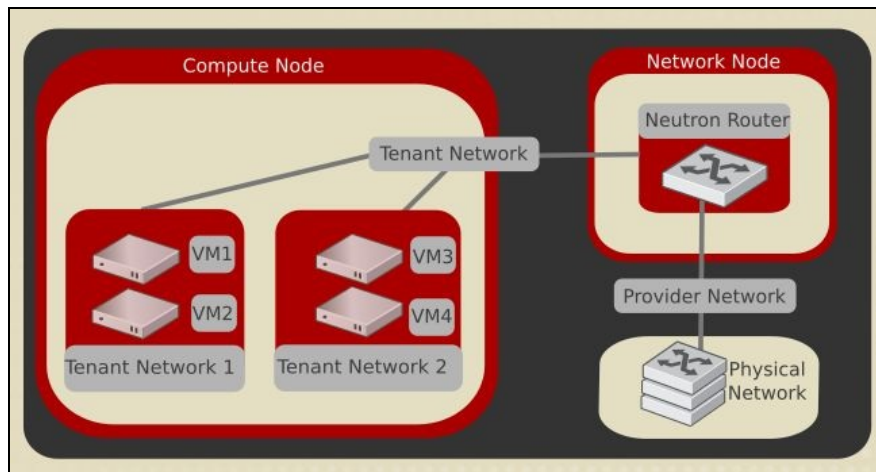 Compute Node
Network Node
Neutron Router
Tenant Network
VM1
VM3
VM2
VM4
Provider Network
Tenant Network 1
Tenant Network 2
Physical
Network